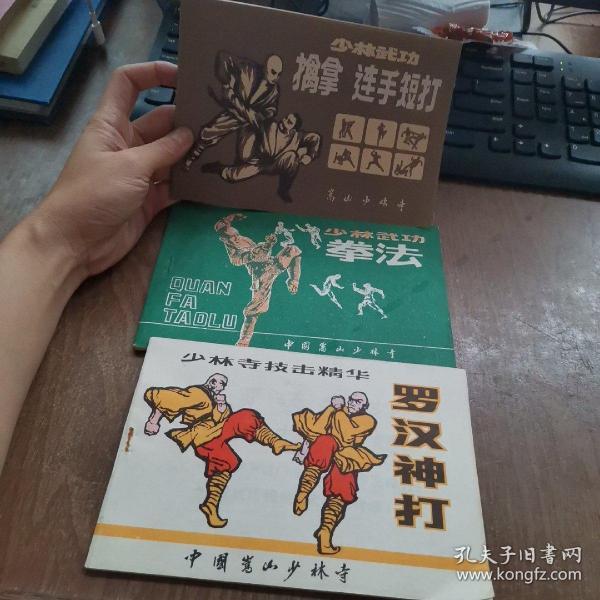 少林武功
擒拿 连手短打
嵩山少林寺
少林武功
拳法
QUAN
FA
TAOLU
中国嵩山少林寺
少林寺技击精华
罗汉神打
中國嵩山少林寺
孔夫子旧书网
www.kongfz.com